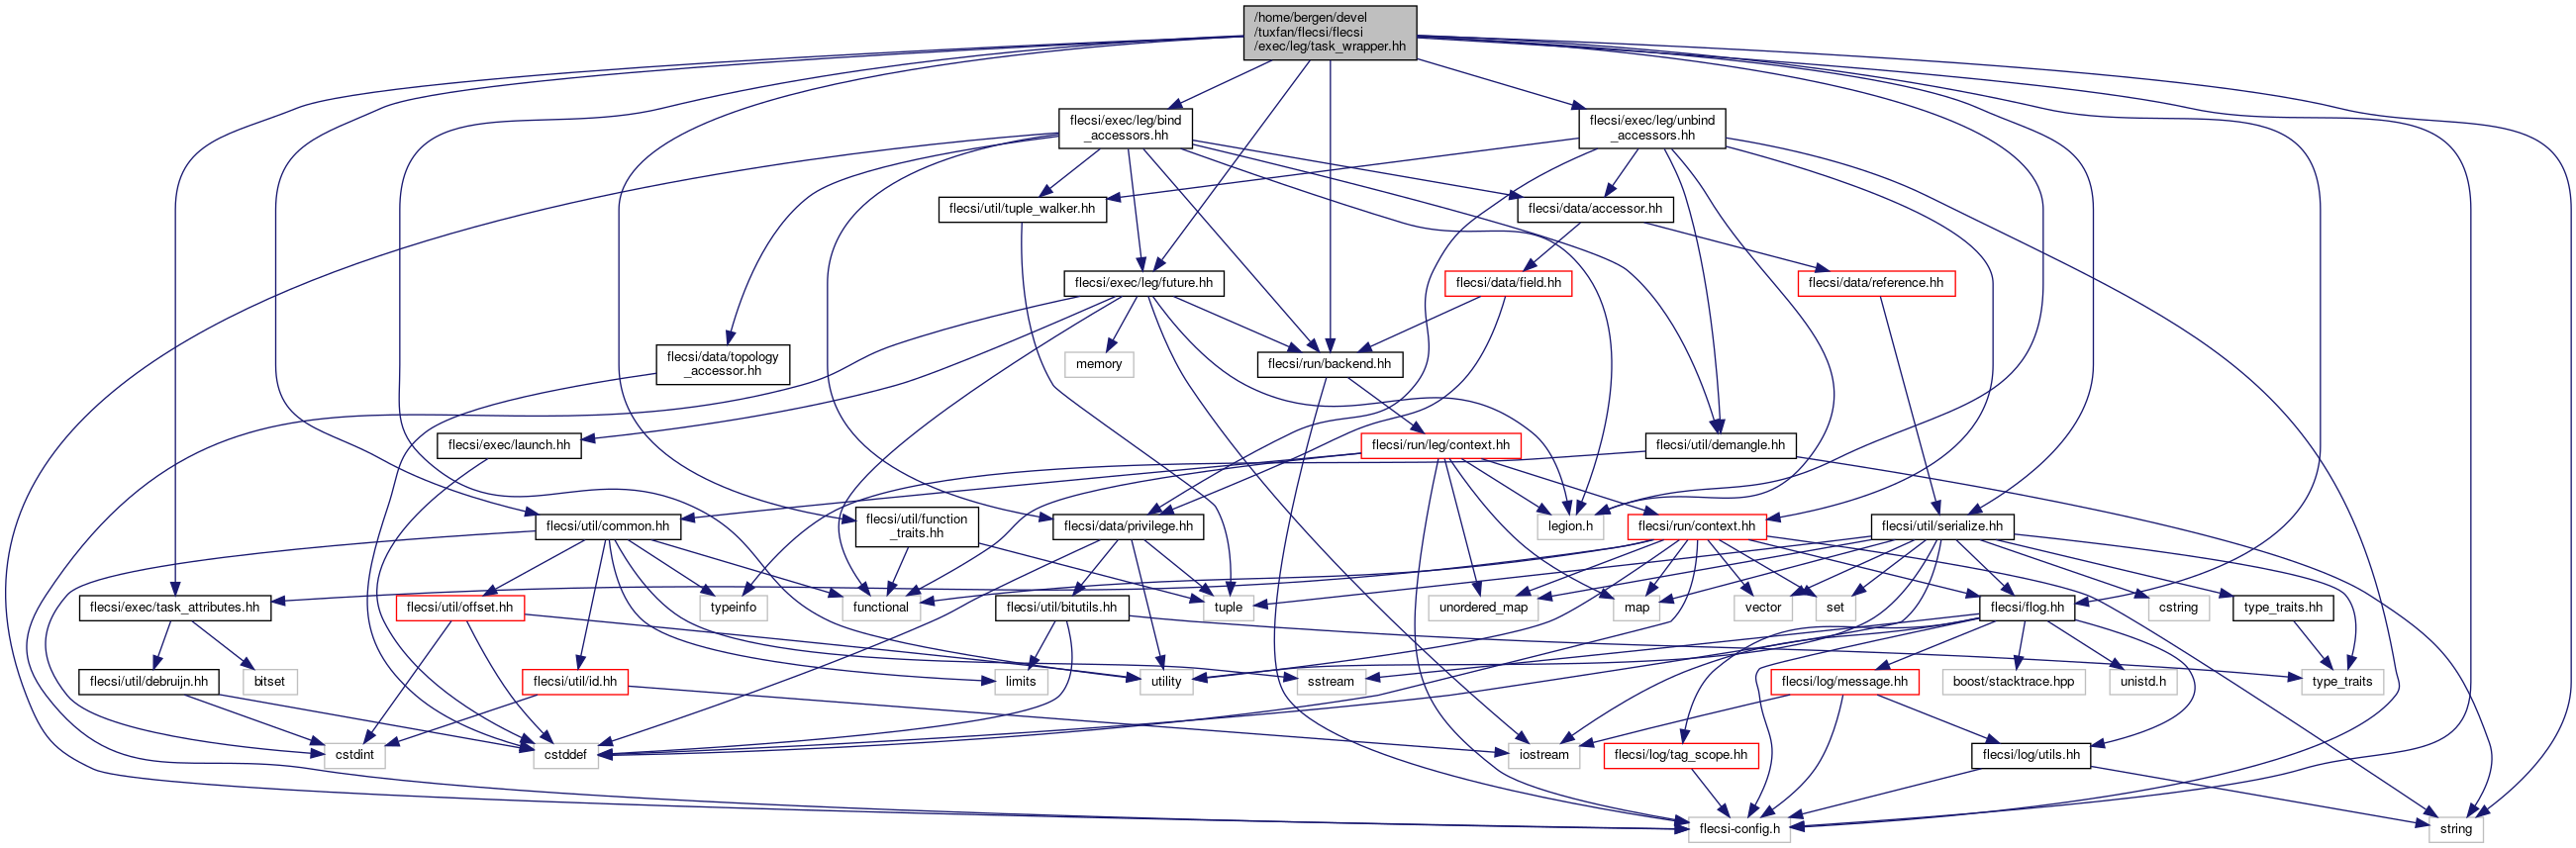 /home/bergen/devel
/tuxfan/flecsi/flecsi
/exec/leg/task_wrapper.hh
flecsi/exec/leg/bind
_accessors.hh
flecsi/exec/leg/unbind
_accessors.hh
flecsi/util/tuple_walker.hh
flecsi/data/accessor.hh
flecsi/exec/leg/future.hh
flecsi/data/field.hh
flecsi/data/reference.hh
flecsi/data/topology
_accessor.hh
memory
flecsi/run/backend.hh
flecsi/exec/launch.hh
flecsi/run/leg/context.hh
flecsi/util/demangle.hh
flecsi/util/common.hh
flecsi/util/function
_traits.hh
flecsi/data/privilege.hh
legion.h
flecsi/run/context.hh
flecsi/util/serialize.hh
flecsi/exec/task_attributes.hh
flecsi/util/offset.hh
typeinfo
functional
flecsi/util/bitutils.hh
tuple
unordered_map
map
vector
set
flecsi/flog.hh
cstring
type_traits.hh
flecsi/util/debruijn.hh
bitset
flecsi/util/id.hh
limits
utility
sstream
flecsi/log/message.hh
boost/stacktrace.hpp
unistd.h
type_traits
cstdint
cstddef
iostream
flecsi/log/tag_scope.hh
flecsi/log/utils.hh
flecsi-config.h
string